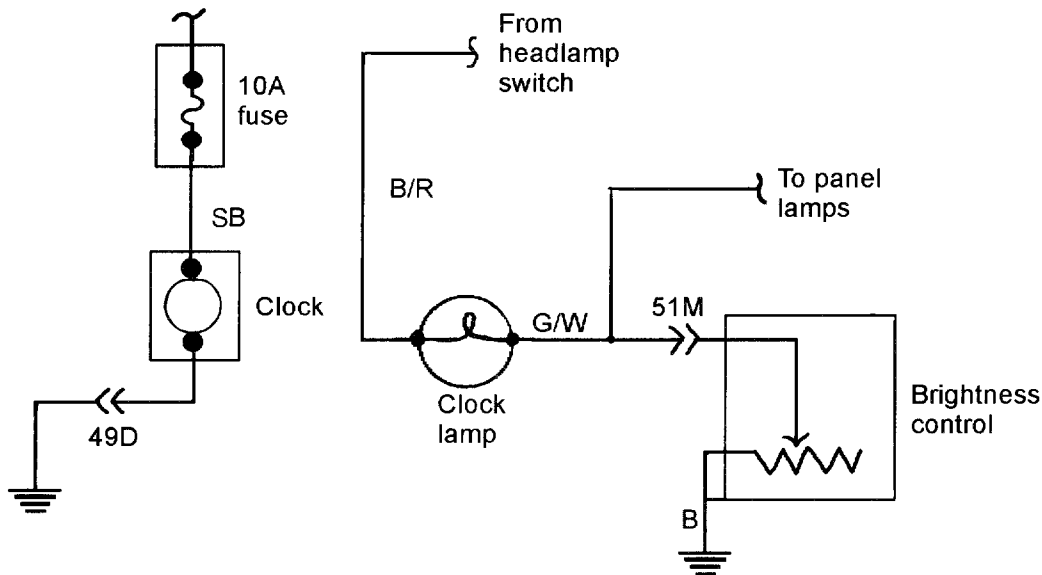 From
headlamp
switch
10A
fuse
B/R
To panel
lamps
SB
Clock
G/W
51M
Clock
lamp
Brightness
control
49D
B